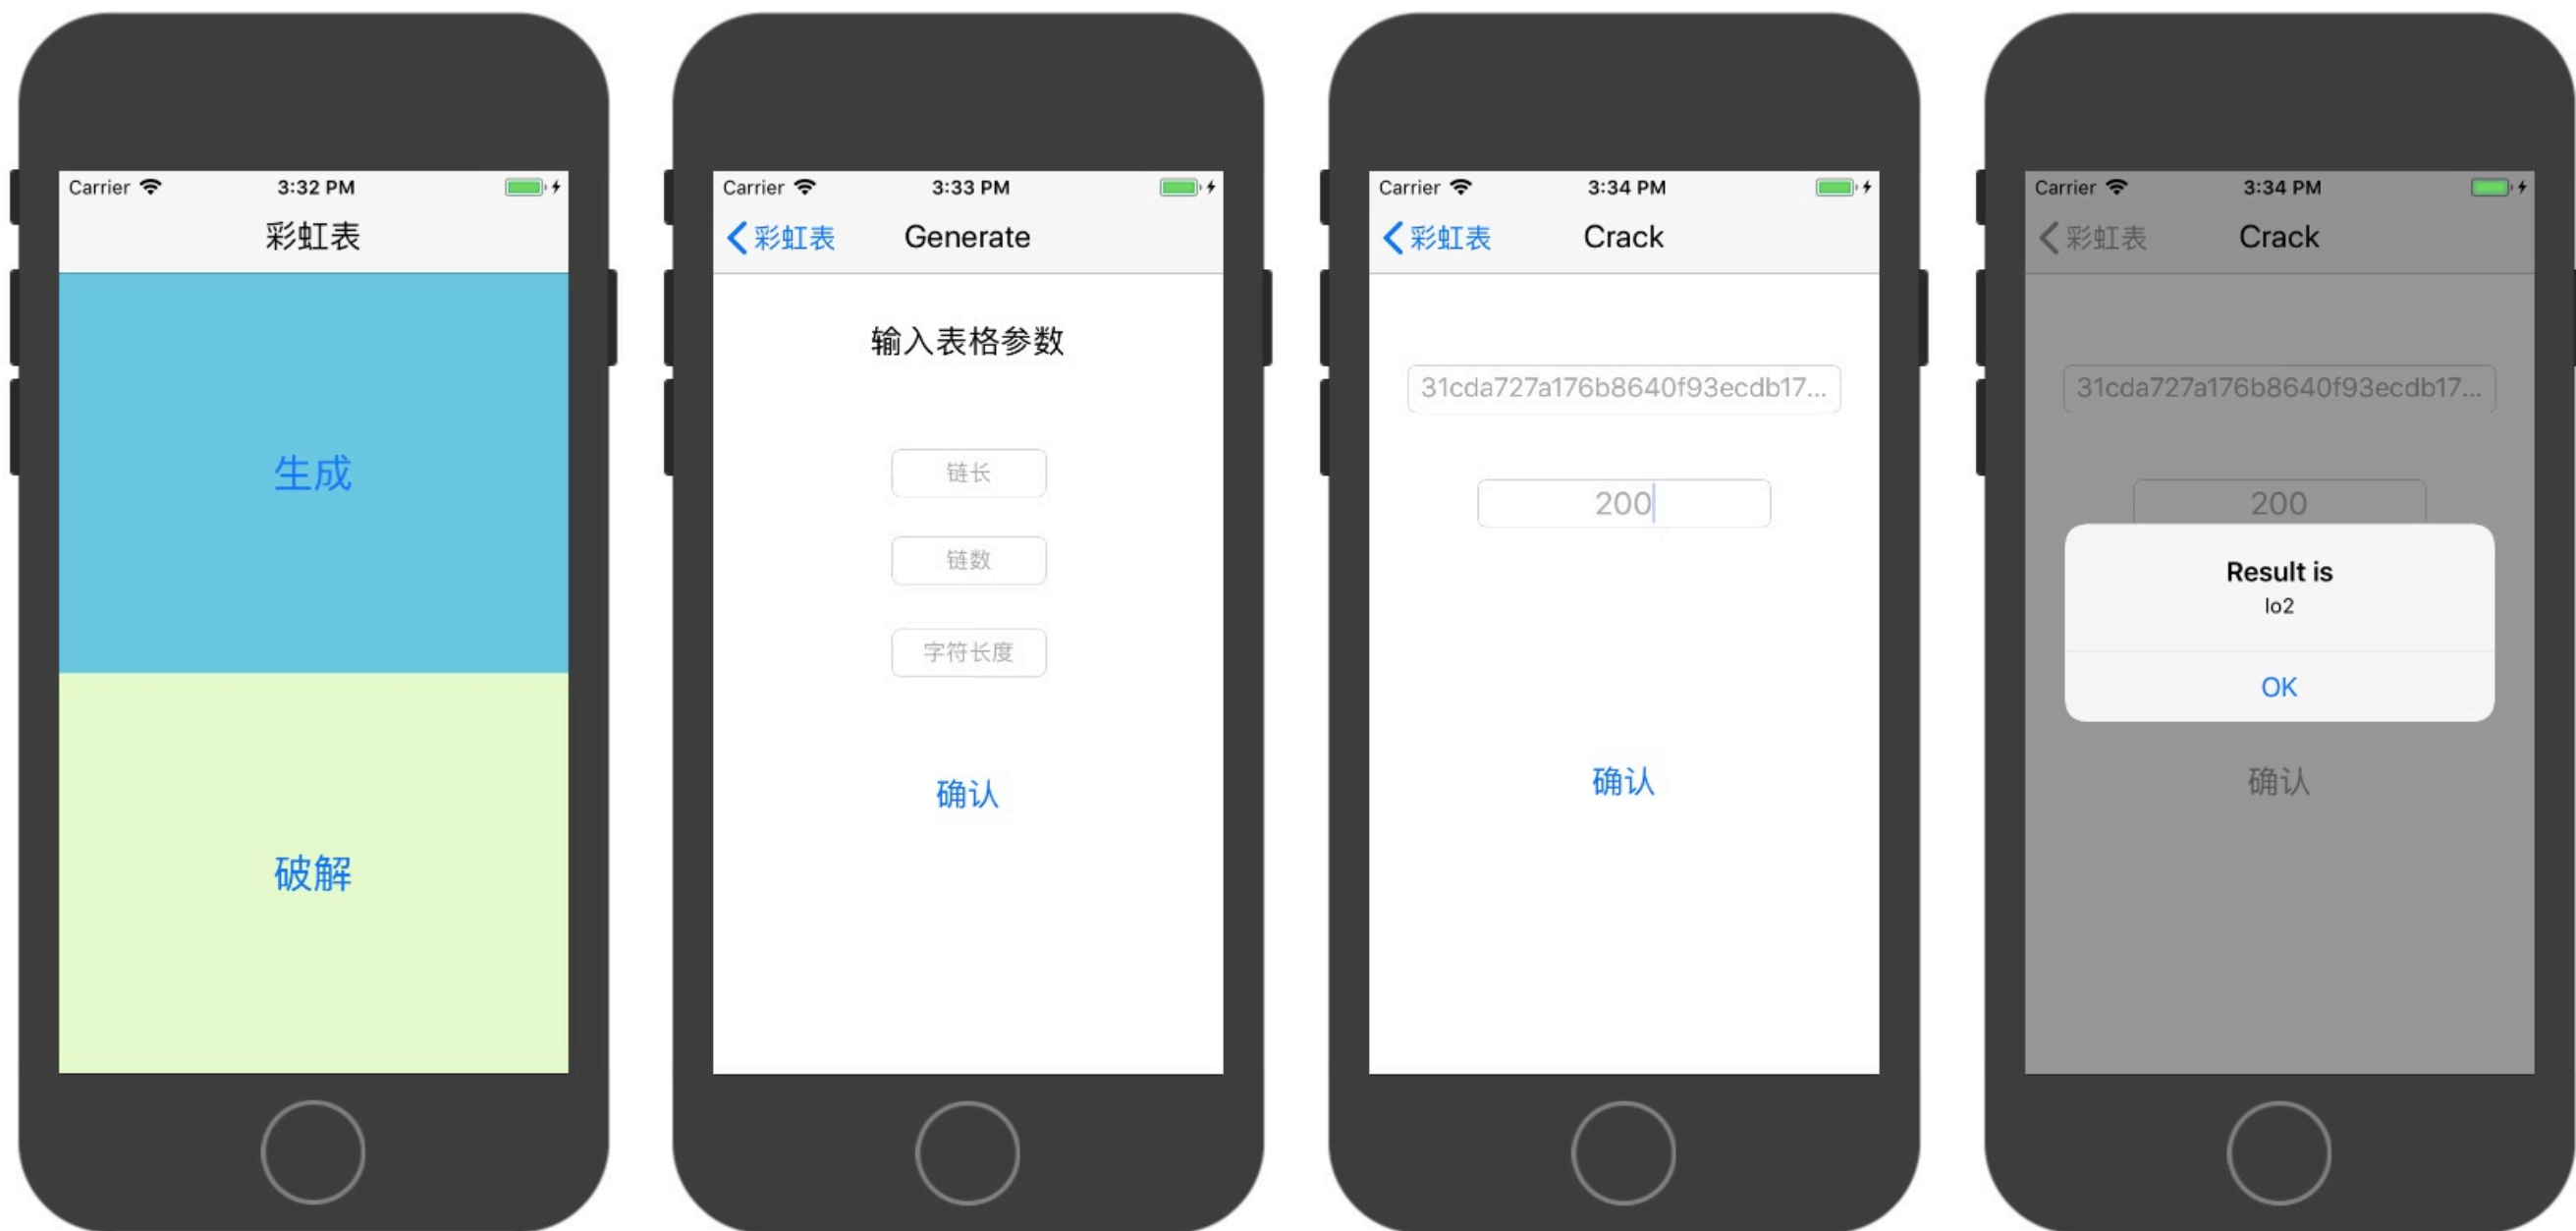 Carrier 3:32 PM
彩虹表
生成
破解
Carrier 3:33 PM
彩虹表 Generate
输入表格参数
链长
链数
字符长度
确认
Carrier 3:34 PM
彩虹表 Crack
31cda727a176b8640f93ecdb17...
200
确认
Carrier 3:34 PM
彩虹表 Crack
31cda727a176b8640f93ecdb17...
200
Result is
lo2
OK
确认